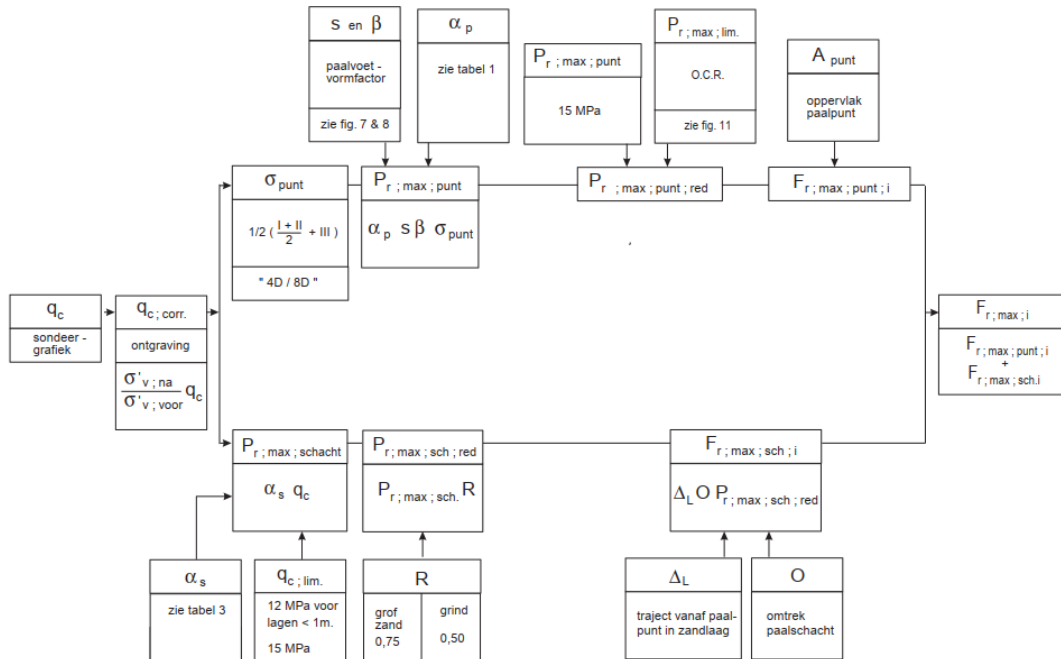 s en β
paalvoet -
vormfactor
zie fig. 7 & 8
α p
zie tabel 1
P r ; max ; punt
15 MPa
P r ; max ; lim.
O.C.R.
zie fig. 11
A punt
oppervlak
paalpunt
σ punt
1/2 ( I + II / 2 + III )
" 4D / 8D "
P r ; max ; punt
α p s β σ punt
P r ; max ; punt ; red
F r ; max ; punt ; i
q c
sondeer -
grafiek
q c ; corr.
ontgraving
σ' v ; na / σ' v ; voor q c
F r ; max ; i
F r ; max ; punt ; i
+
F r ; max ; sch.i
P r ; max ; schacht
α s q c
P r ; max ; sch ; red
P r ; max ; sch. R
F r ; max ; sch ; i
Δ L O P r ; max ; sch ; red
α s
zie tabel 3
q c ; lim.
12 MPa voor
lagen < 1m.
15 MPa
R
grof
zand
0,75
grind
0,50
Δ L
traject vanaf paal-
punt in zandlaag
O
omtrek
paalschacht